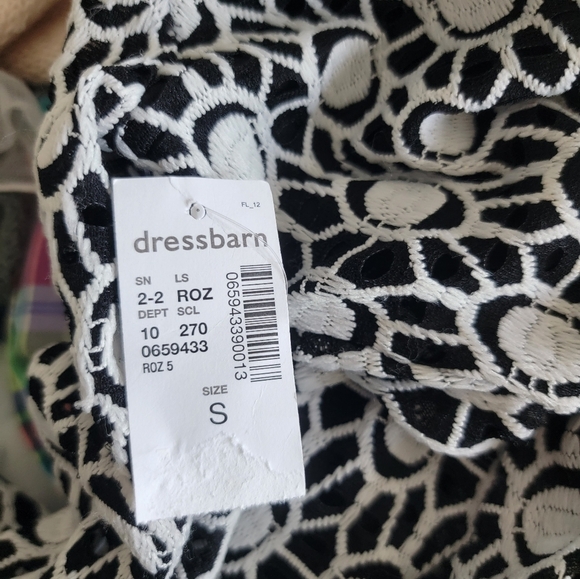 FL_12
dressbarn
SN LS
2-2 ROZ
DEPT SCL
10 270
0659433
ROZ 5
065943390013
SIZE
S